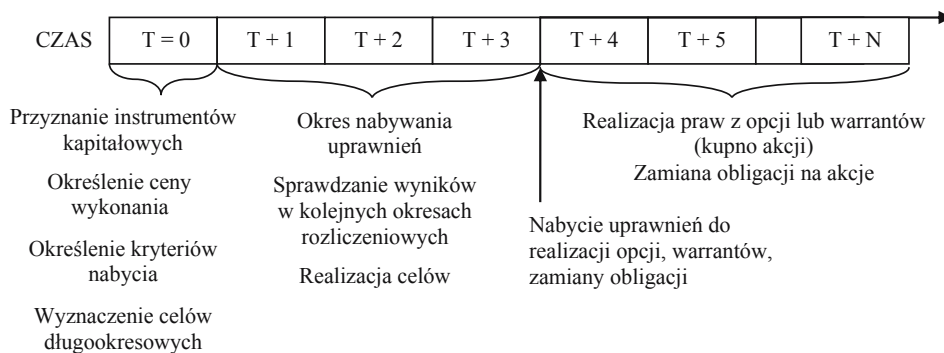 CZAS T = 0 T + 1 T + 2 T + 3 T + 4 T + 5 T + N
Przyznanie instrumentów
kapitałowych
Określenie ceny
wykonania
Określenie kryteriów
nabycia
Wyznaczenie celów
długookresowych
Okres nabywania
uprawnień
Sprawdzanie wyników
w kolejnych okresach
rozliczeniowych
Realizacja celów
Realizacja praw z opcji lub warrantów
(kupno akcji)
Zamiana obligacji na akcje
Nabycie uprawnień do
realizacji opcji, warrantów,
zamiany obligacji